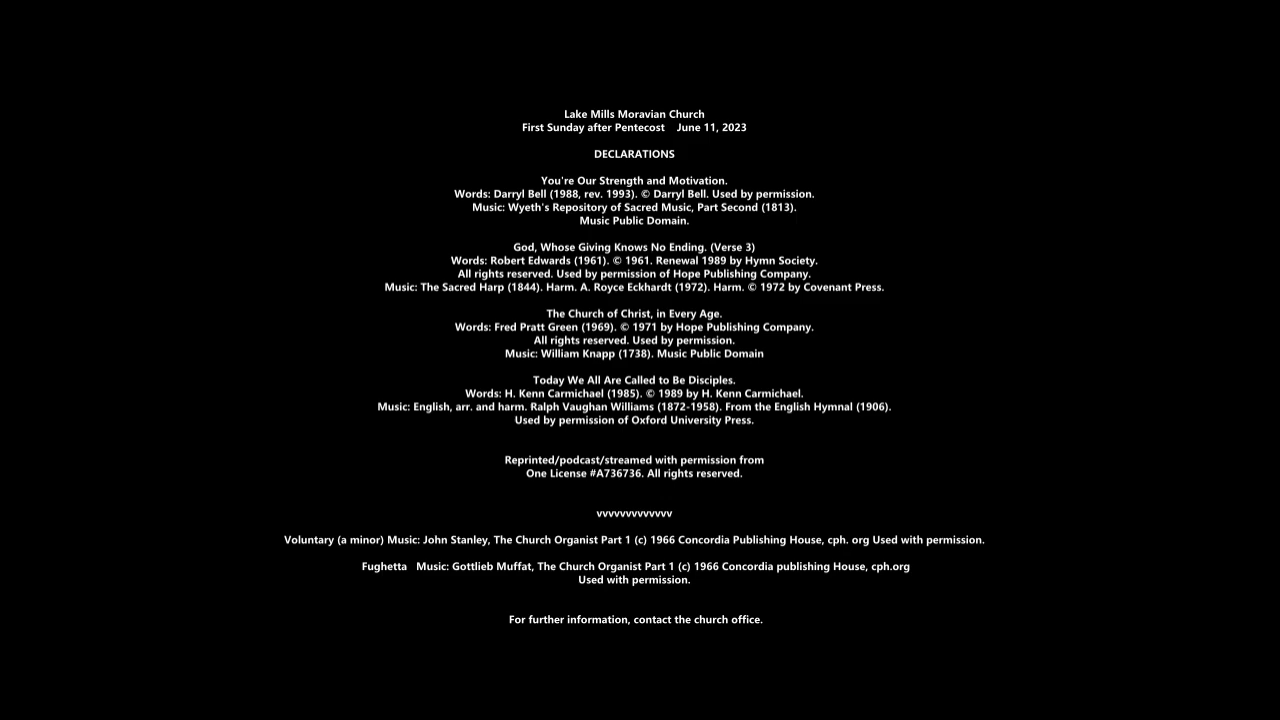 Lake Mills Moravian Church
First Sunday after Pentecost June 11, 2023
DECLARATIONS
You're Our Strength and Motivation.
Words: Darryl Bell (1988, rev. 1993). © Darryl Bell. Used by permission.
Music: Wyeth's Repository of Sacred Music, Part Second (1813).
Music Public Domain.
God, Whose Giving Knows No Ending. (Verse 3)
Words: Robert Edwards (1961). © 1961. Renewal 1989 by Hymn Society.
All rights reserved. Used by permission of Hope Publishing Company.
Music: The Sacred Harp (1844). Harm. A. Royce Eckhardt (1972). Harm. © 1972 by Covenant Press.
The Church of Christ, in Every Age.
Words: Fred Pratt Green (1969). © 1971 by Hope Publishing Company.
All rights reserved. Used by permission.
Music: William Knapp (1738). Music Public Domain
Today We All Are Called to Be Disciples.
Words: H. Kenn Carmichael (1985). © 1989 by H. Kenn Carmichael.
Music: English, arr. and harm. Ralph Vaughan Williams (1872-1958). From the English Hymnal (1906).
Used by permission of Oxford University Press.
Reprinted/podcast/streamed with permission from
One License #A736736. All rights reserved.
vvvvvvvvvvvvv
Voluntary (a minor) Music: John Stanley, The Church Organist Part 1 (c) 1966 Concordia Publishing House, cph. org Used with permission.
Fughetta Music: Gottlieb Muffat, The Church Organist Part 1 (c) 1966 Concordia publishing House, cph.org
Used with permission.
For further information, contact the church office.